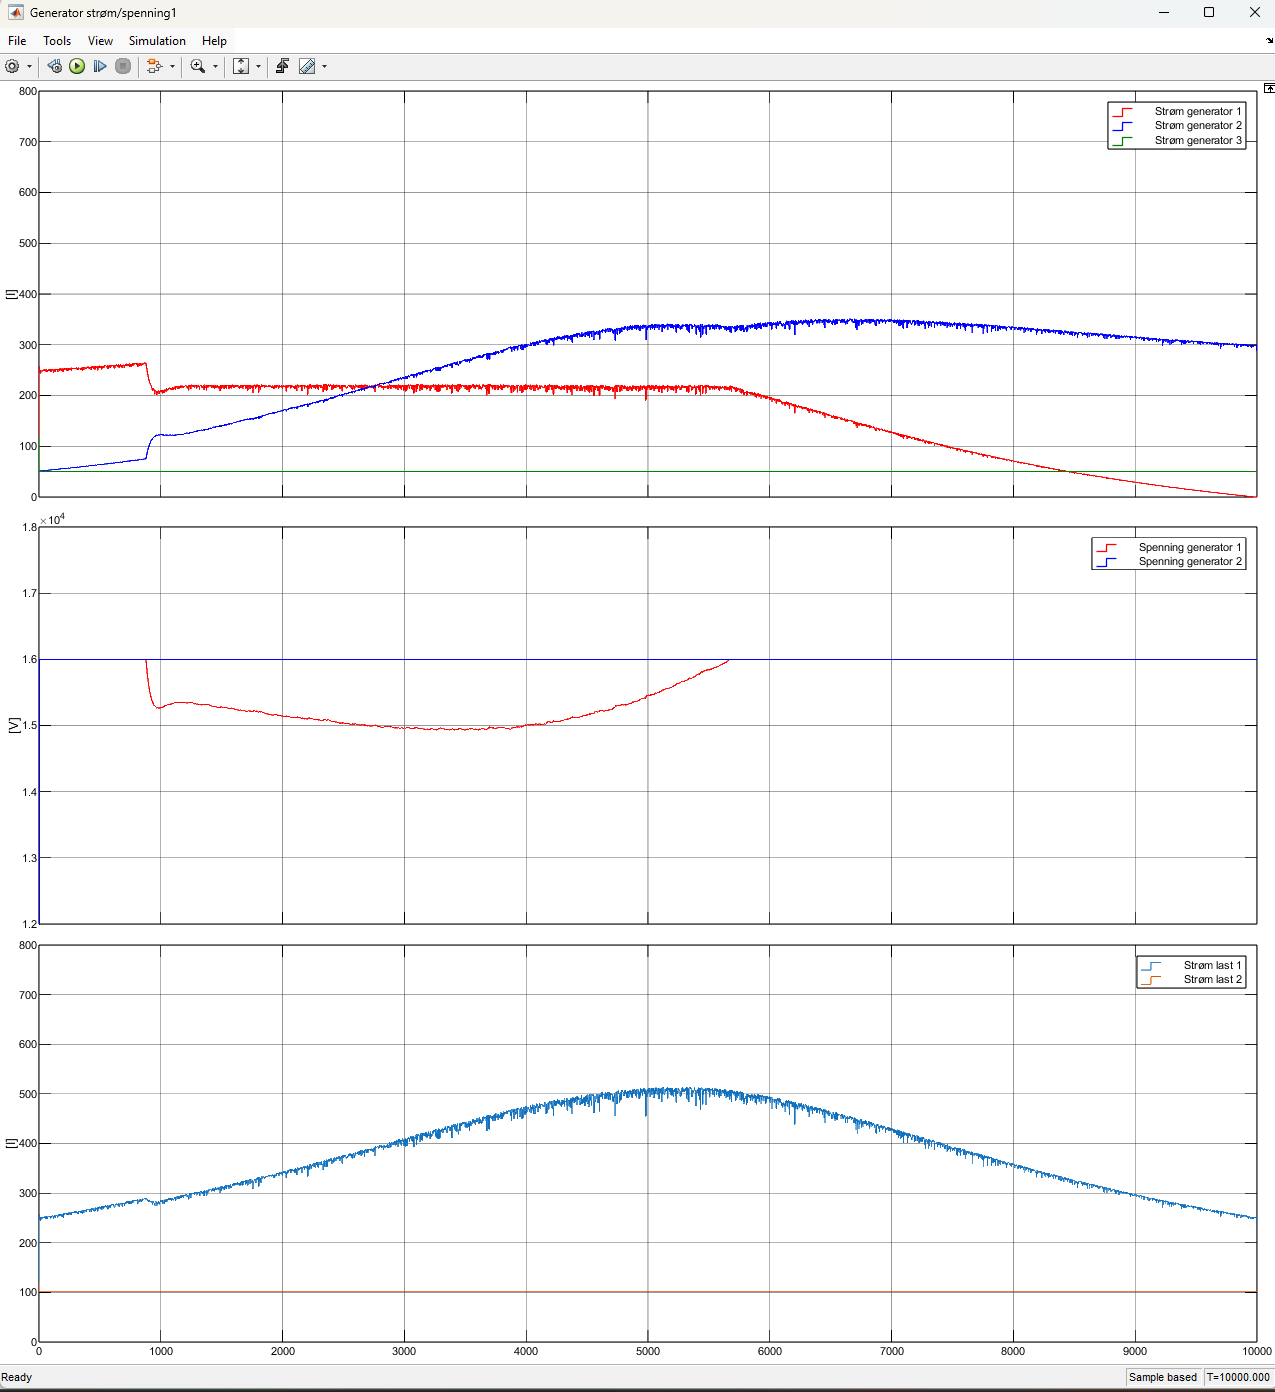 Generator strøm/spenning1
File Tools View Simulation Help
800
700
600
500
400
300
200
100
0
[I]
Strøm generator 1
Strøm generator 2
Strøm generator 3
×10^4
1.8
1.7
1.6
1.5
1.4
1.3
1.2
[V]
Spenning generator 1
Spenning generator 2
800
700
600
500
400
300
200
100
0
[I]
Strøm last 1
Strøm last 2
0 1000 2000 3000 4000 5000 6000 7000 8000 9000 10000
Ready
Sample based T=10000.000